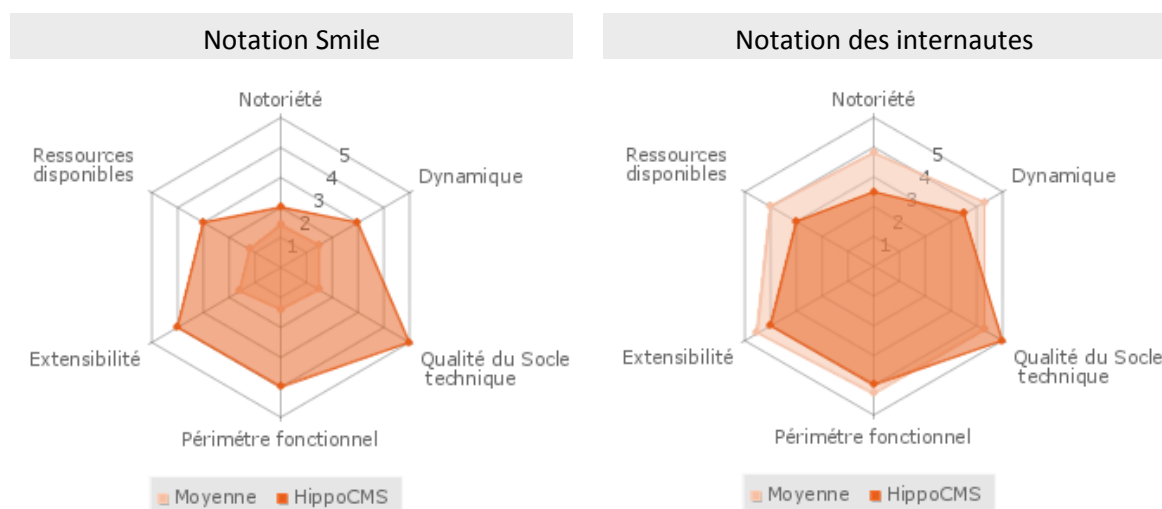 Notation Smile
Notoriété
Ressources
disponibles
5
Dynamique
4
3
2
1
Extensibilité
Qualité du Socle
technique
Périmétre fonctionnel
Moyenne HippoCMS
Notation des internautes
Notoriété
Ressources
disponibles
5
Dynamique
4
3
2
1
Extensibilité
Qualité du Socle
technique
Périmétre fonctionnel
Moyenne HippoCMS